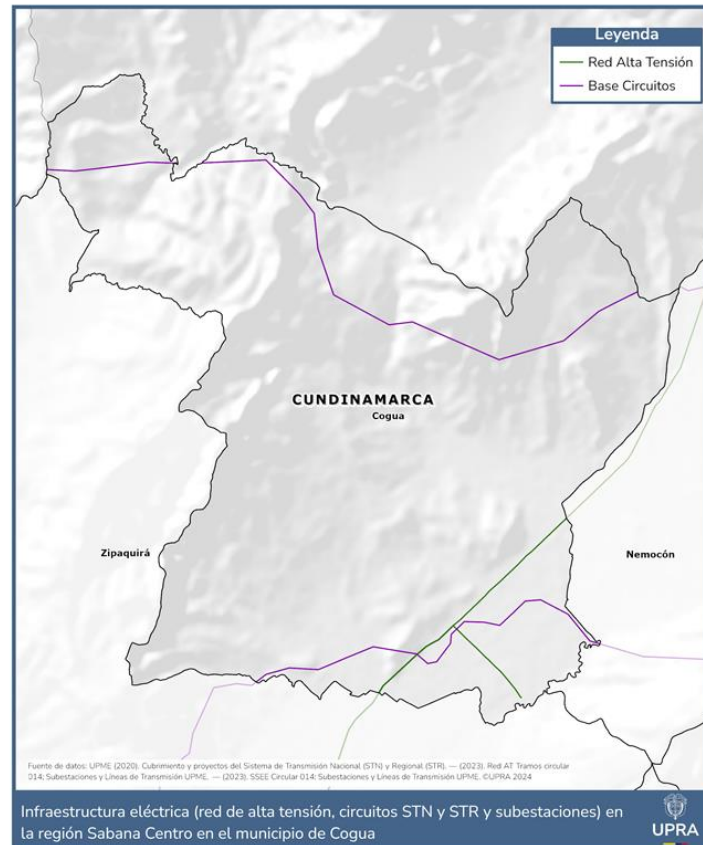 Leyenda
Red Alta Tensión
Base Circuitos
CUNDINAMARCA
Cogua
Zipaquirá
Nemocón
Fuente de datos: UPME (2020). Cubrimiento y proyectos del Sistema de Transmisión Nacional (STN) y Regional (STR). — (2023). Red AT Tramos circular
014; Subestaciones y Líneas de Transmisión UPME. — (2023). SSEE Circular 014; Subestaciones y Líneas de Transmisión UPME. ©UPRA 2024
Infraestructura eléctrica (red de alta tensión, circuitos STN y STR y subestaciones) en
la región Sabana Centro en el municipio de Cogua
UPRA